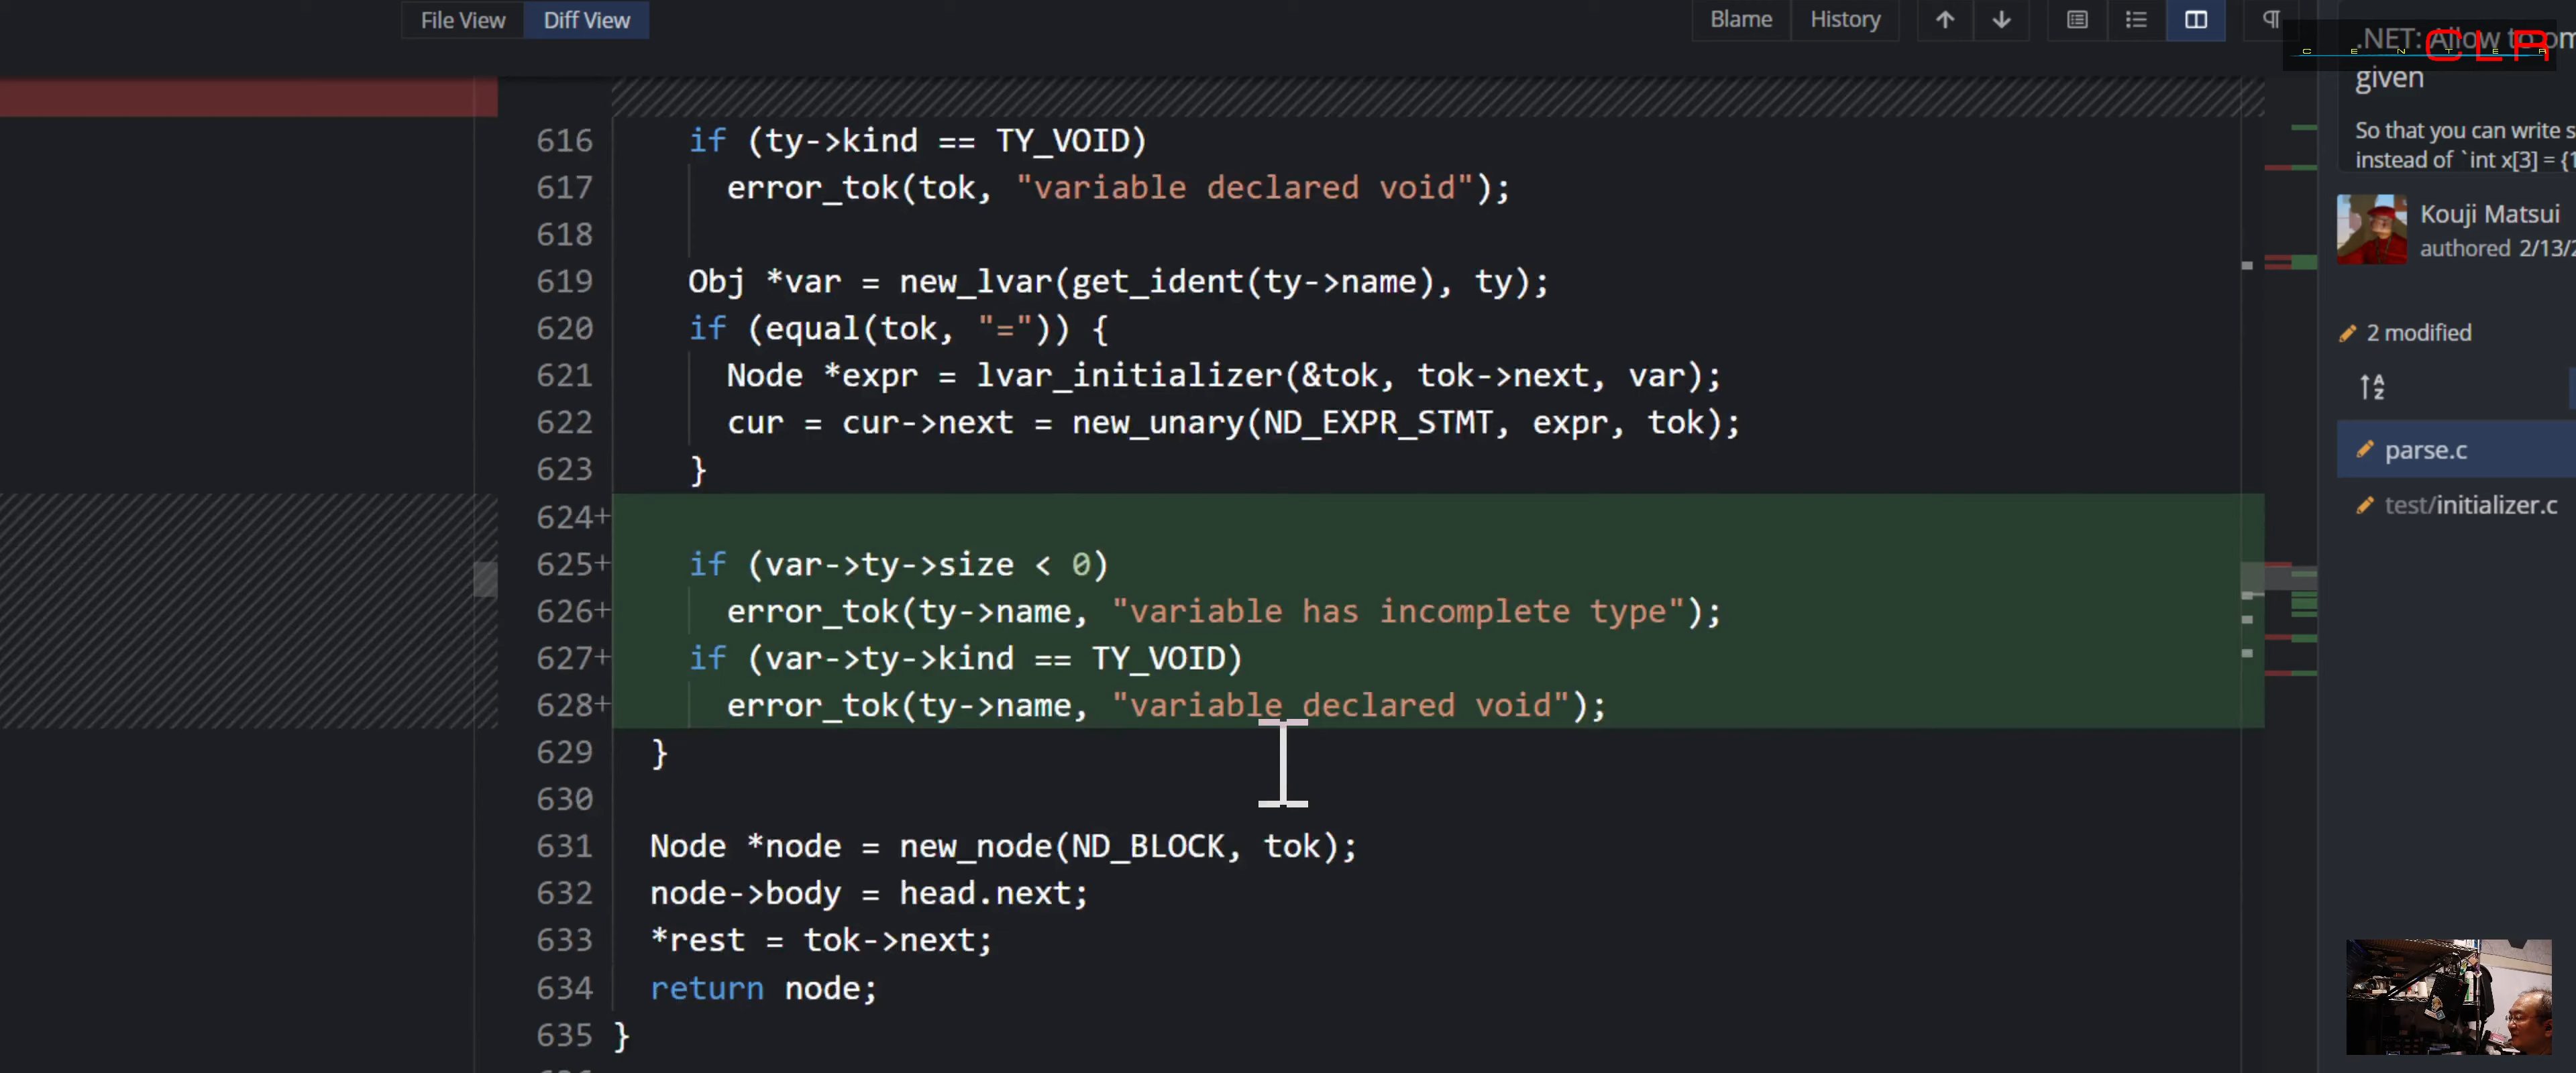 File View Diff View Blame History
.NET: Allow to om
given
CENTER CLR
So that you can write s
instead of `int x[3] = {1
Kouji Matsui
authored 2/13/2
2 modified
parse.c
test/initializer.c
616 if (ty->kind == TY_VOID)
617 error_tok(tok, "variable declared void");
618
619 Obj *var = new_lvar(get_ident(ty->name), ty);
620 if (equal(tok, "=")) {
621 Node *expr = lvar_initializer(&tok, tok->next, var);
622 cur = cur->next = new_unary(ND_EXPR_STMT, expr, tok);
623 }
624+
625+ if (var->ty->size < 0)
626+ error_tok(ty->name, "variable has incomplete type");
627+ if (var->ty->kind == TY_VOID)
628+ error_tok(ty->name, "variable declared void");
629 }
630
631 Node *node = new_node(ND_BLOCK, tok);
632 node->body = head.next;
633 *rest = tok->next;
634 return node;
635 }